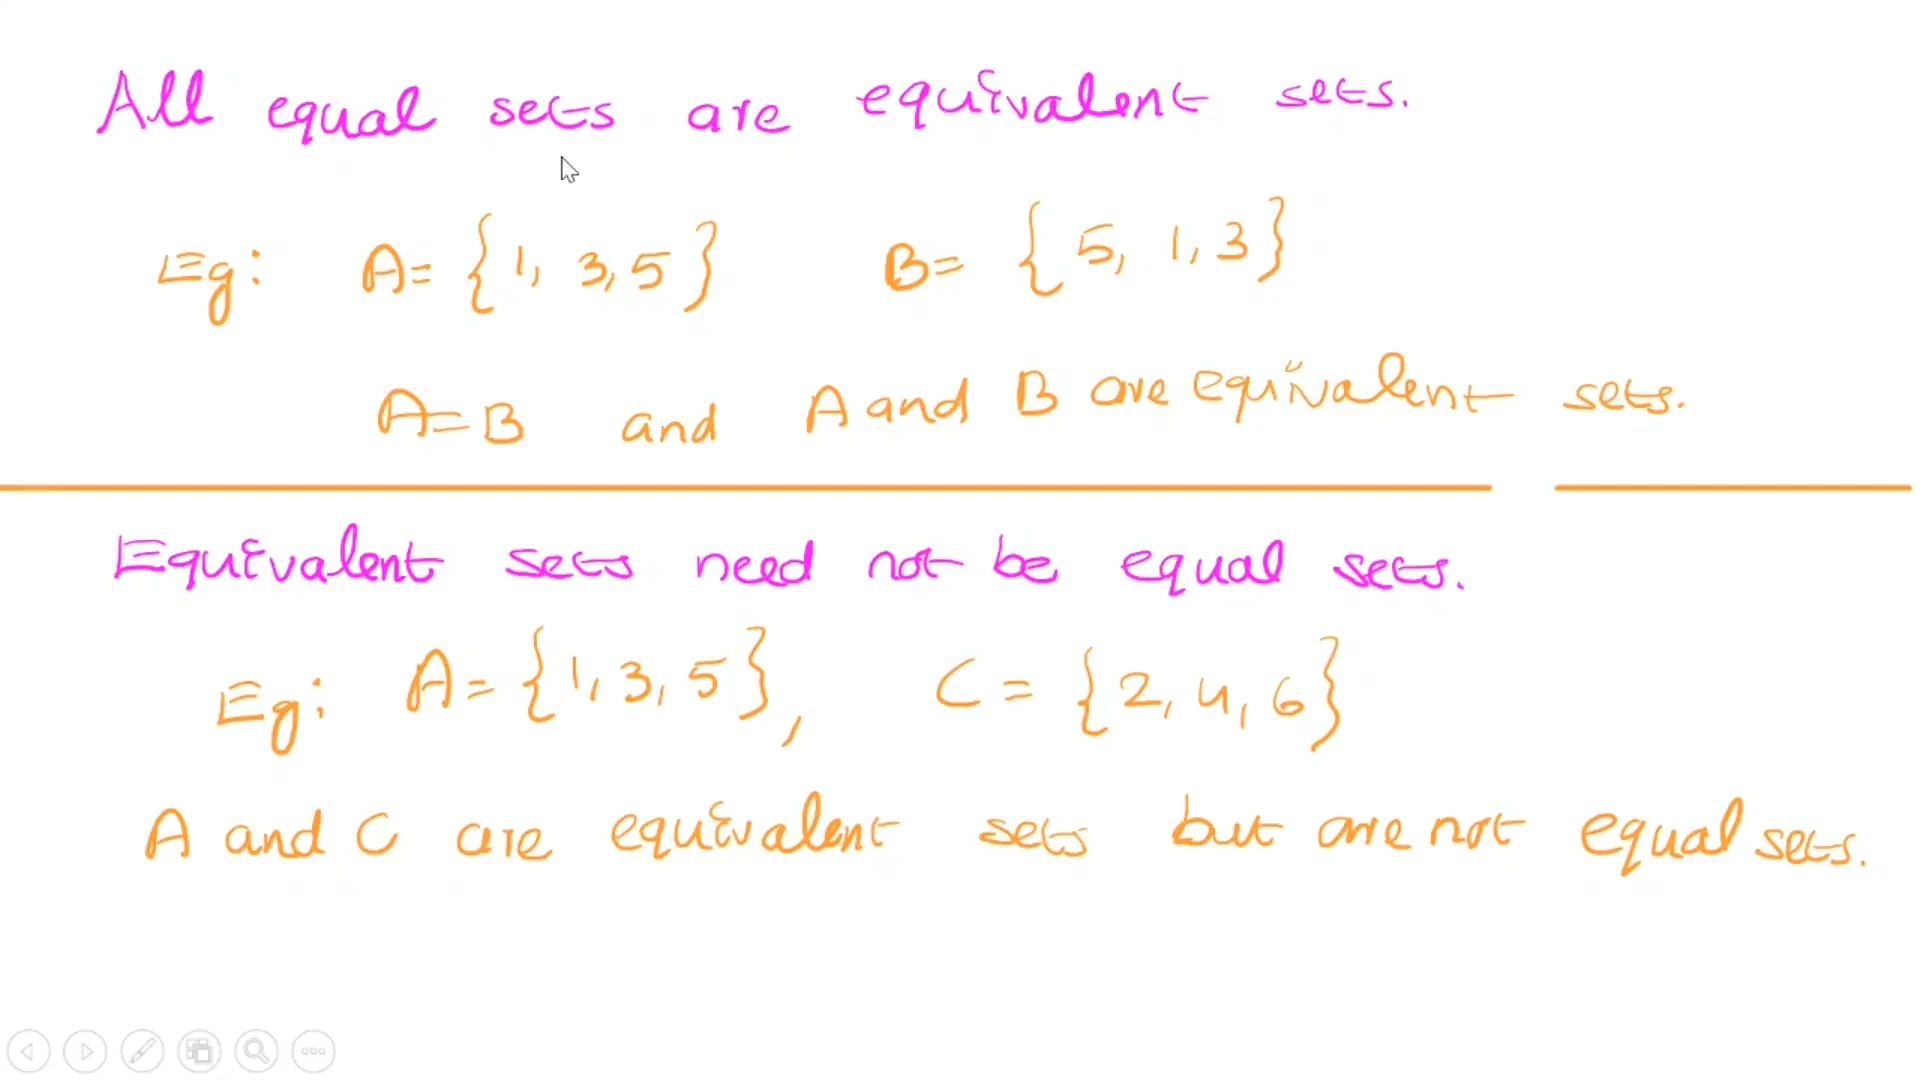 All equal sets are equivalent sets.
Eg: A = {1, 3, 5} B = {5, 1, 3}
A = B and A and B are equivalent sets.
Equivalent sets need not be equal sets.
Eg: A = {1, 3, 5}, C = {2, 4, 6}
A and C are equivalent sets but are not equal sets.